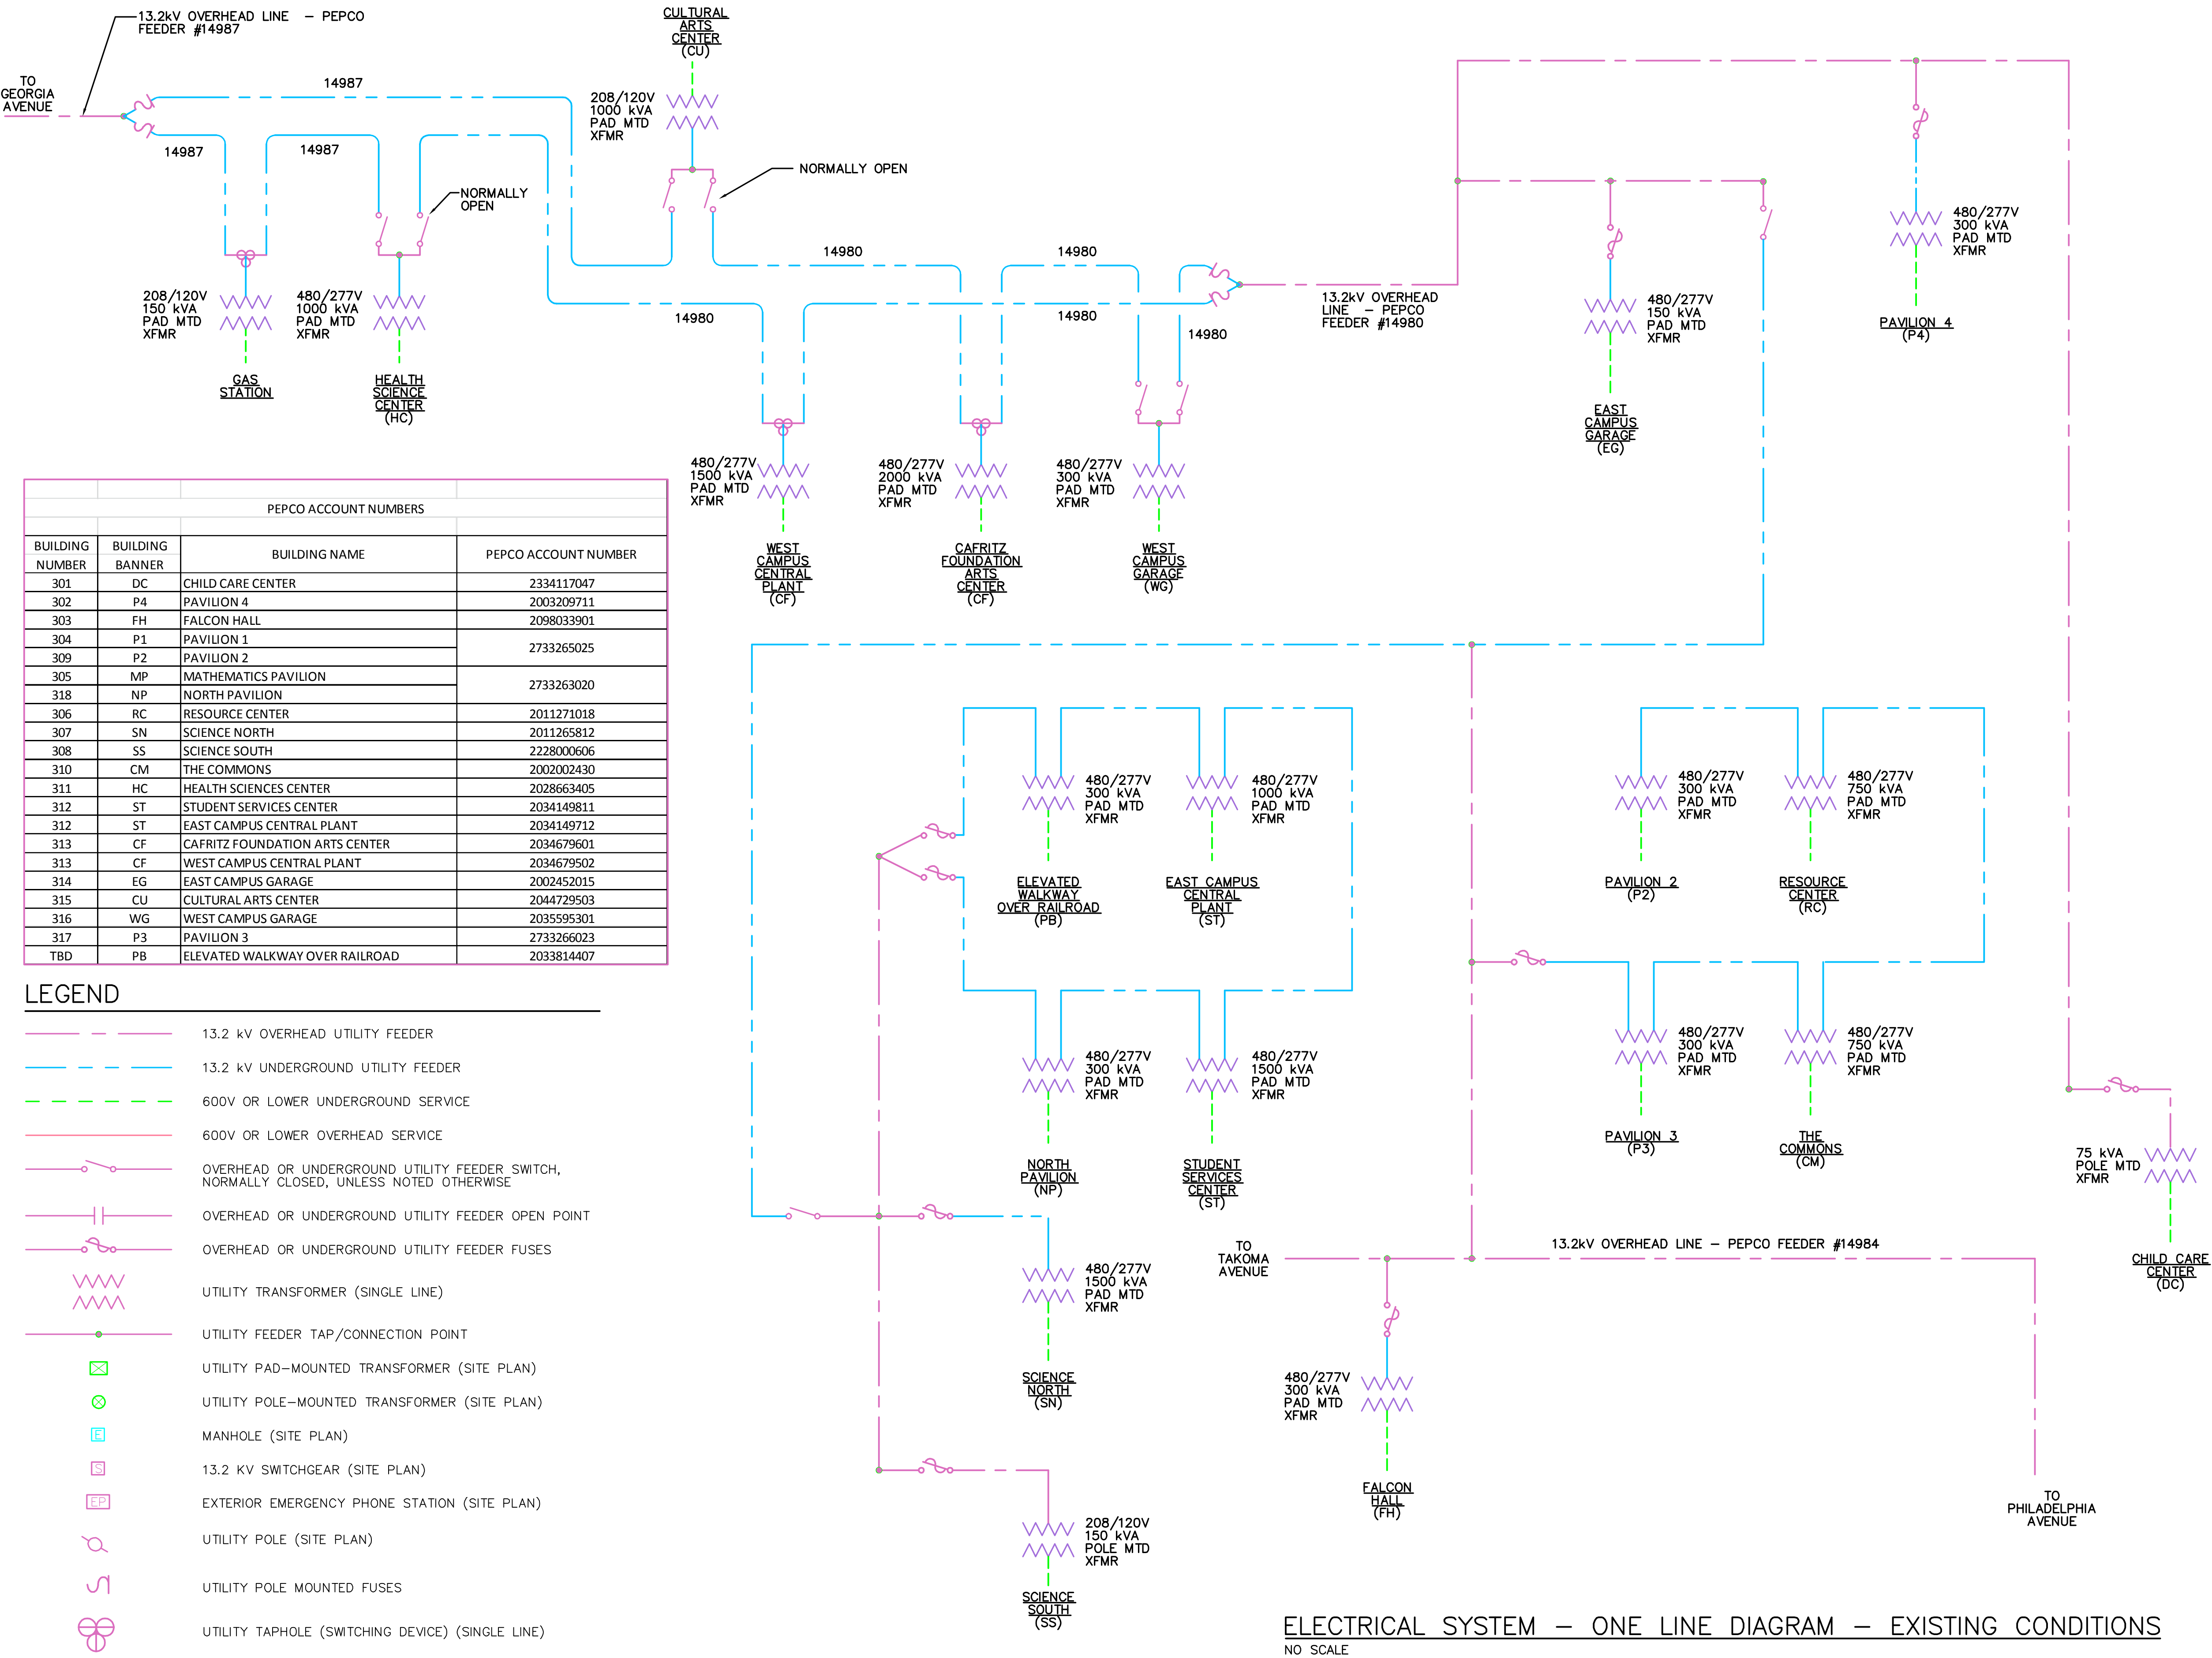 13.2kV OVERHEAD LINE – PEPCO
FEEDER #14987
TO
GEORGIA
AVENUE
14987
14987
14987
NORMALLY
OPEN
208/120V
150 kVA
PAD MTD
XFMR
GAS
STATION
480/277V
1000 kVA
PAD MTD
XFMR
HEALTH
SCIENCE
CENTER
(HC)
CULTURAL
ARTS
CENTER
(CU)
208/120V
1000 kVA
PAD MTD
XFMR
NORMALLY OPEN
14980
14980
14980
14980
14980
13.2kV OVERHEAD
LINE – PEPCO
FEEDER #14980
480/277V
1500 kVA
PAD MTD
XFMR
WEST
CAMPUS
CENTRAL
PLANT
(CF)
480/277V
2000 kVA
PAD MTD
XFMR
CAFRITZ
FOUNDATION
ARTS
CENTER
(CF)
480/277V
300 kVA
PAD MTD
XFMR
WEST
CAMPUS
GARAGE
(WG)
480/277V
150 kVA
PAD MTD
XFMR
EAST
CAMPUS
GARAGE
(EG)
480/277V
300 kVA
PAD MTD
XFMR
PAVILION 4
(P4)
PEPCO ACCOUNT NUMBERS
BUILDING NUMBER BUILDING BANNER BUILDING NAME PEPCO ACCOUNT NUMBER
301 DC CHILD CARE CENTER 2334117047
302 P4 PAVILION 4 2003209711
303 FH FALCON HALL 2098033901
304 P1 PAVILION 1
2733265025
309 P2 PAVILION 2
305 MP MATHEMATICS PAVILION
2733263020
318 NP NORTH PAVILION
306 RC RESOURCE CENTER 2011271018
307 SN SCIENCE NORTH 2011265812
308 SS SCIENCE SOUTH 2228000606
310 CM THE COMMONS 2002002430
311 HC HEALTH SCIENCES CENTER 2028663405
312 ST STUDENT SERVICES CENTER 2034149811
312 ST EAST CAMPUS CENTRAL PLANT 2034149712
313 CF CAFRITZ FOUNDATION ARTS CENTER 2034679601
313 CF WEST CAMPUS CENTRAL PLANT 2034679502
314 EG EAST CAMPUS GARAGE 2002452015
315 CU CULTURAL ARTS CENTER 2044729503
316 WG WEST CAMPUS GARAGE 2035595301
317 P3 PAVILION 3 2733266023
TBD PB ELEVATED WALKWAY OVER RAILROAD 2033814407
LEGEND
13.2 kV OVERHEAD UTILITY FEEDER
13.2 kV UNDERGROUND UTILITY FEEDER
600V OR LOWER UNDERGROUND SERVICE
600V OR LOWER OVERHEAD SERVICE
OVERHEAD OR UNDERGROUND UTILITY FEEDER SWITCH,
NORMALLY CLOSED, UNLESS NOTED OTHERWISE
OVERHEAD OR UNDERGROUND UTILITY FEEDER OPEN POINT
OVERHEAD OR UNDERGROUND UTILITY FEEDER FUSES
UTILITY TRANSFORMER (SINGLE LINE)
UTILITY FEEDER TAP/CONNECTION POINT
UTILITY PAD–MOUNTED TRANSFORMER (SITE PLAN)
UTILITY POLE–MOUNTED TRANSFORMER (SITE PLAN)
E MANHOLE (SITE PLAN)
S 13.2 KV SWITCHGEAR (SITE PLAN)
EP EXTERIOR EMERGENCY PHONE STATION (SITE PLAN)
UTILITY POLE (SITE PLAN)
UTILITY POLE MOUNTED FUSES
UTILITY TAPHOLE (SWITCHING DEVICE) (SINGLE LINE)
480/277V
300 kVA
PAD MTD
XFMR
ELEVATED
WALKWAY
OVER RAILROAD
(PB)
480/277V
1000 kVA
PAD MTD
XFMR
EAST CAMPUS
CENTRAL
PLANT
(ST)
480/277V
300 kVA
PAD MTD
XFMR
NORTH
PAVILION
(NP)
480/277V
1500 kVA
PAD MTD
XFMR
STUDENT
SERVICES
CENTER
(ST)
480/277V
1500 kVA
PAD MTD
XFMR
SCIENCE
NORTH
(SN)
208/120V
150 kVA
POLE MTD
XFMR
SCIENCE
SOUTH
(SS)
480/277V
300 kVA
PAD MTD
XFMR
PAVILION 2
(P2)
480/277V
750 kVA
PAD MTD
XFMR
RESOURCE
CENTER
(RC)
480/277V
300 kVA
PAD MTD
XFMR
PAVILION 3
(P3)
480/277V
750 kVA
PAD MTD
XFMR
THE
COMMONS
(CM)
75 kVA
POLE MTD
XFMR
CHILD CARE
CENTER
(DC)
TO
TAKOMA
AVENUE
13.2kV OVERHEAD LINE – PEPCO FEEDER #14984
480/277V
300 kVA
PAD MTD
XFMR
FALCON
HALL
(FH)
TO
PHILADELPHIA
AVENUE
ELECTRICAL SYSTEM – ONE LINE DIAGRAM – EXISTING CONDITIONS
NO SCALE